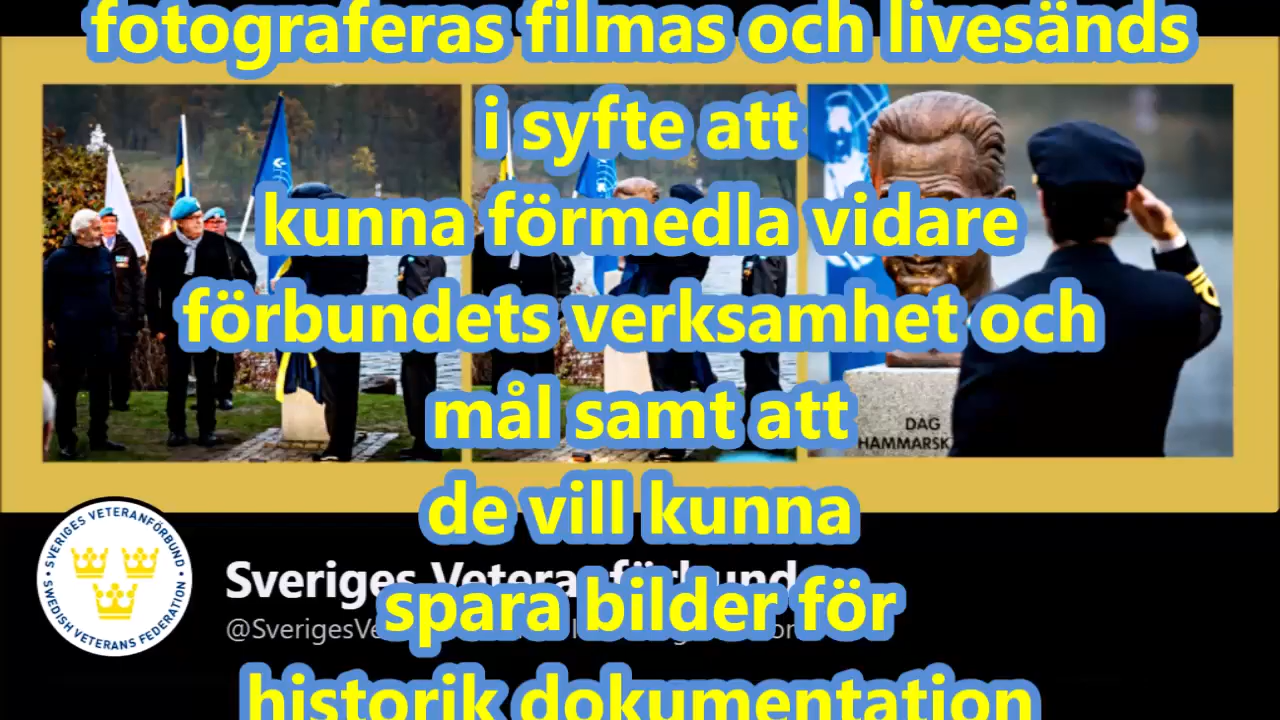 fotograferas filmas och livesänds
i syfte att
kunna förmedla vidare
förbundets verksamhet och
DAG
HAMMARSK
mål samt att
de vill kunna
SVERIGES VETERANFÖRBUND
SWEDISH VETERANS FEDERATION
Sveriges Veteranförbund
spara bilder för
@SverigesVe
historik dokumentation